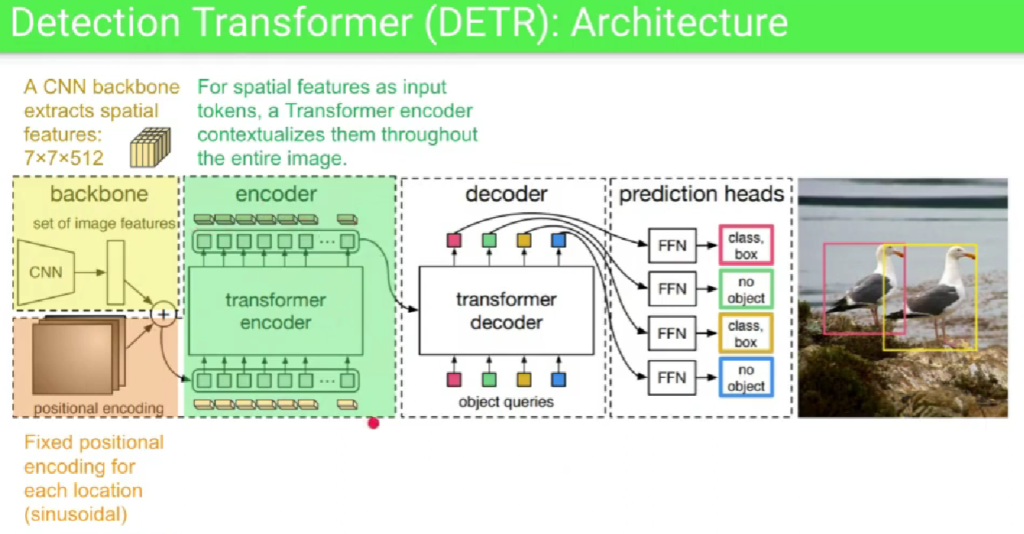 Detection Transformer (DETR): Architecture
A CNN backbone
extracts spatial
features:
7×7×512
For spatial features as input
tokens, a Transformer encoder
contextualizes them throughout
the entire image.
backbone
set of image features
CNN
+
positional encoding
encoder
...
transformer
encoder
...
decoder
transformer
decoder
object queries
prediction heads
FFN
class,
box
FFN
no
object
FFN
class,
box
FFN
no
object
Fixed positional
encoding for
each location
(sinusoidal)